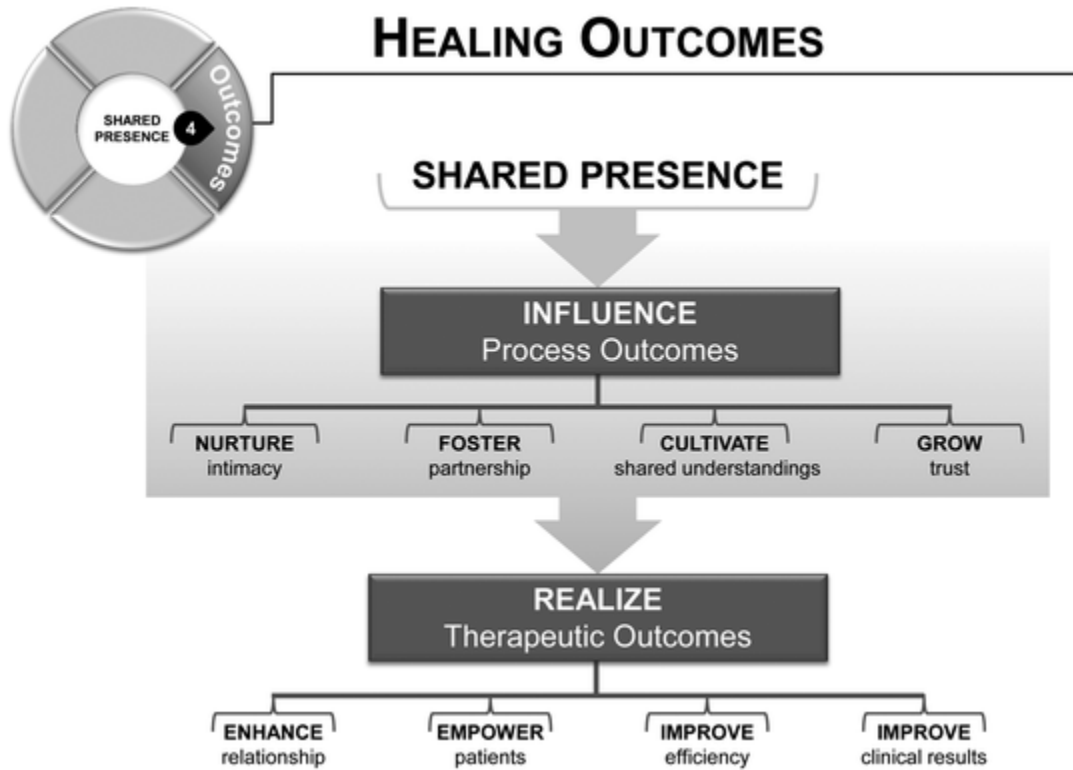 HEALING OUTCOMES
SHARED
PRESENCE
4
Outcomes
SHARED PRESENCE
INFLUENCE
Process Outcomes
NURTURE
intimacy
FOSTER
partnership
CULTIVATE
shared understandings
GROW
trust
REALIZE
Therapeutic Outcomes
ENHANCE
relationship
EMPOWER
patients
IMPROVE
efficiency
IMPROVE
clinical results